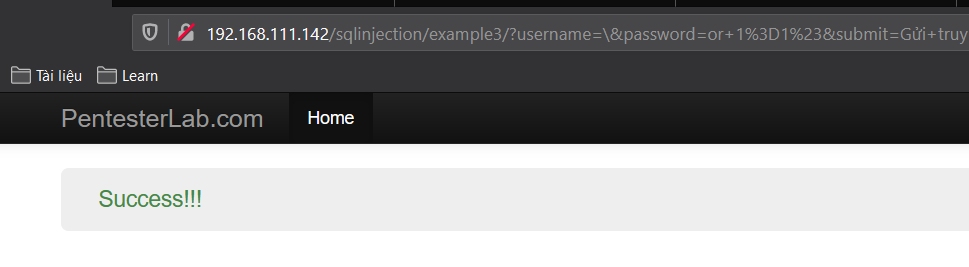 192.168.111.142/sqlinjection/example3/?username=\&password=or+1%3D1%23&submit=Gửi+truy
Tài liệu Learn
PentesterLab.com Home
Success!!!